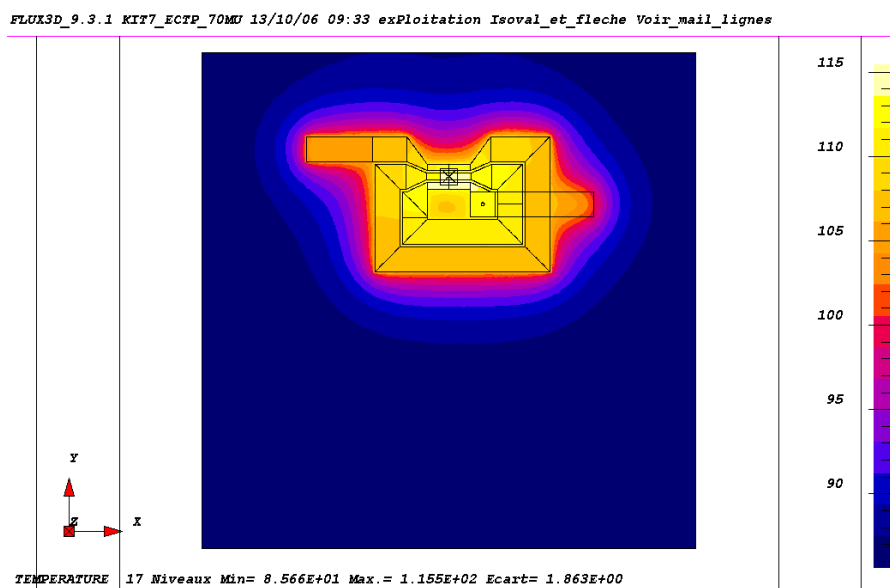 FLUX3D_9.3.1 KIT7_ECTP_70MU 13/10/06 09:33 exPloitation Isoval_et_fleche Voir_mail_lignes
115
110
105
100
95
90
Y
Z
X
TEMPERATURE 17 Niveaux Min= 8.566E+01 Max.= 1.155E+02 Ecart= 1.863E+00